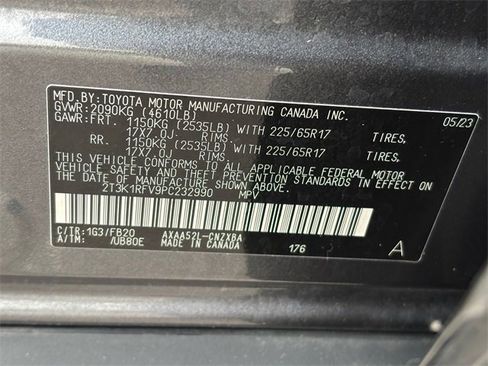 MFD. BY: TOYOTA MOTOR MANUFACTURING CANADA INC.
GVWR: 2090KG (4610LB) 05/23
GAWR: FRT. 1150KG (2535LB) WITH 225/65R17 TIRES,
17X7.0J RIMS
RR. 1150KG (2535LB) WITH 225/65R17 TIRES,
17X7.0J RIMS
THIS VEHICLE CONFORMS TO ALL APPLICABLE FEDERAL MOTOR
VEHICLE SAFETY STANDARDS IN EFFECT ON
THE DATE OF MANUFACTURE SHOWN ABOVE.
2T3K1RFV9PC232990 MPV
C/TR: 1G3/FB20 AXAA52L-CNZXBA
A/TM: /UB80E MADE IN CANADA 176 A